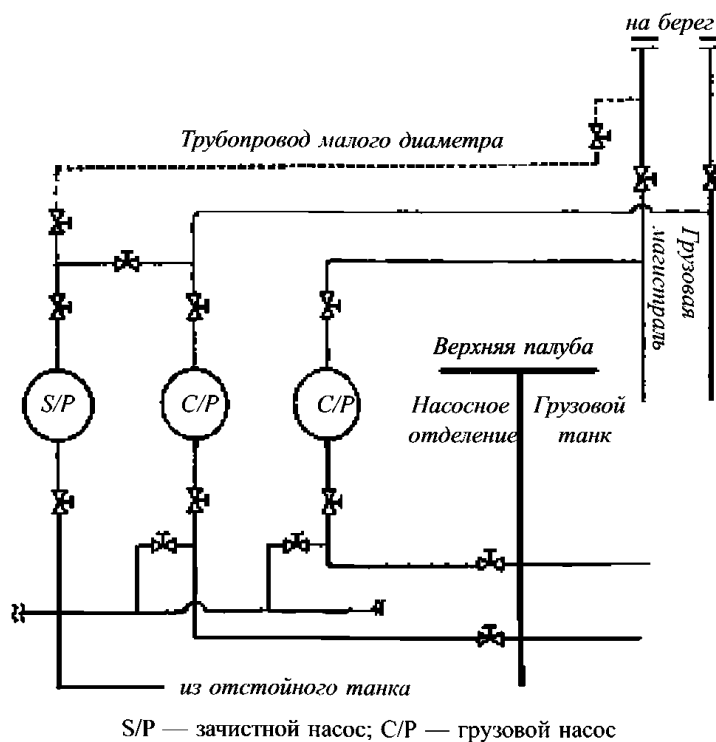 на берег
Трубопровод малого диаметра
Грузовая
магистраль
Верхняя палуба
S/P
C/P
C/P
Насосное
отделение
Грузовой
танк
из отстойного танка
S/P — зачистной насос; C/P — грузовой насос